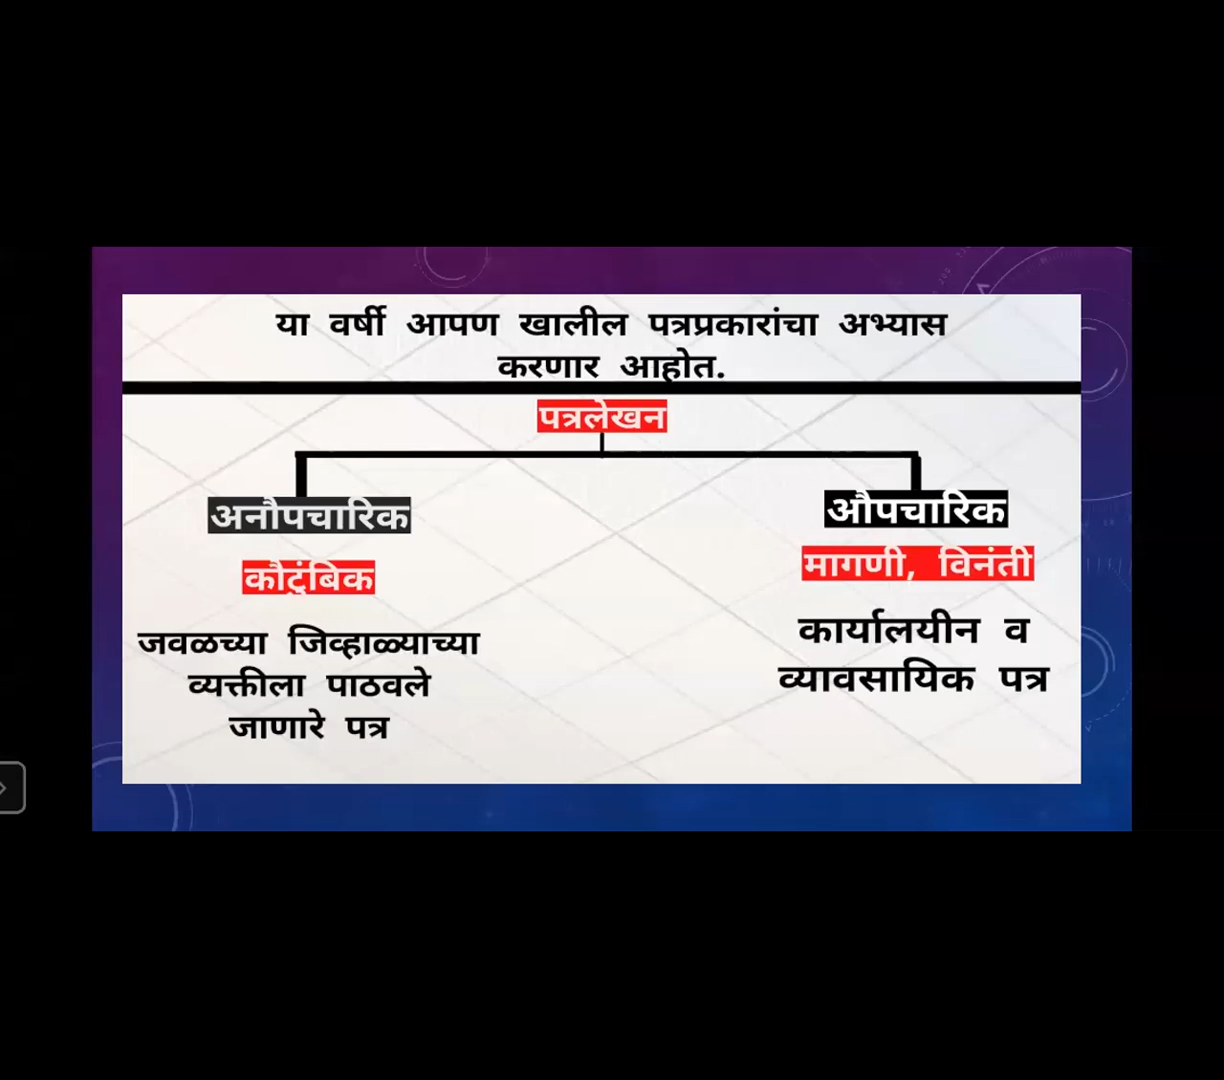 या वर्षी आपण खालील पत्रप्रकारांचा अभ्यास
करणार आहोत.
पत्रलेखन
अनौपचारिक
कौटुंबिक
जवळच्या जिव्हाळ्याच्या
व्यक्तीला पाठवले
जाणारे पत्र
औपचारिक
मागणी, विनंती
कार्यालयीन व
व्यावसायिक पत्र